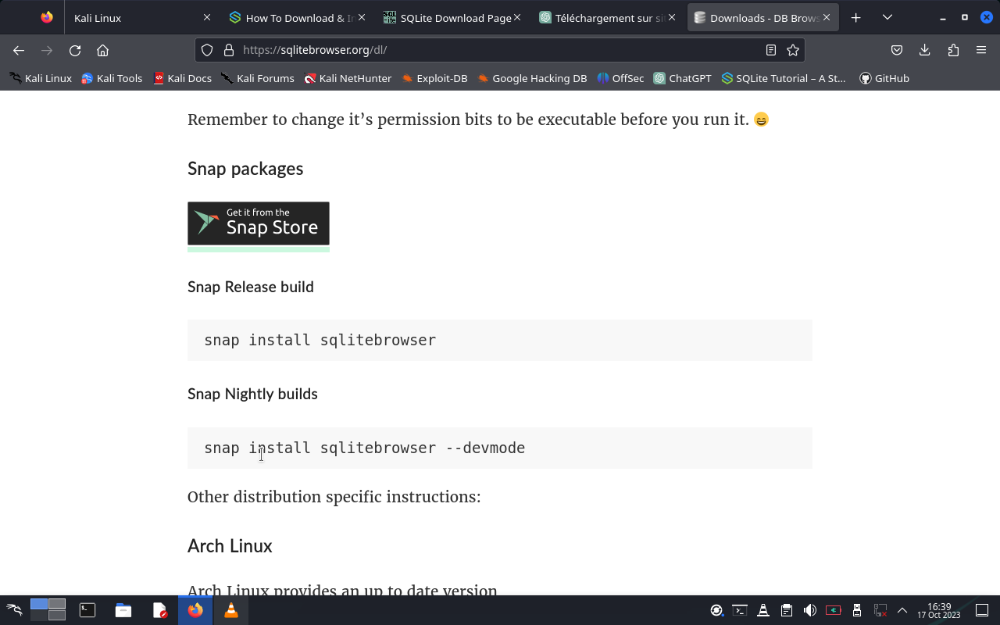 Kali Linux
How To Download & In
SQLite Download Page
Téléchargement sur si
Downloads - DB Brows
https://sqlitebrowser.org/dl/
Kali Linux
Kali Tools
Kali Docs
Kali Forums
Kali NetHunter
Exploit-DB
Google Hacking DB
OffSec
ChatGPT
SQLite Tutorial – A St...
GitHub
Remember to change it’s permission bits to be executable before you run it. 😄
Snap packages
Get it from the
Snap Store
Snap Release build
snap install sqlitebrowser
Snap Nightly builds
snap install sqlitebrowser --devmode
Other distribution specific instructions:
Arch Linux
Arch Linux provides an up to date version
16:39
17 Oct 2023